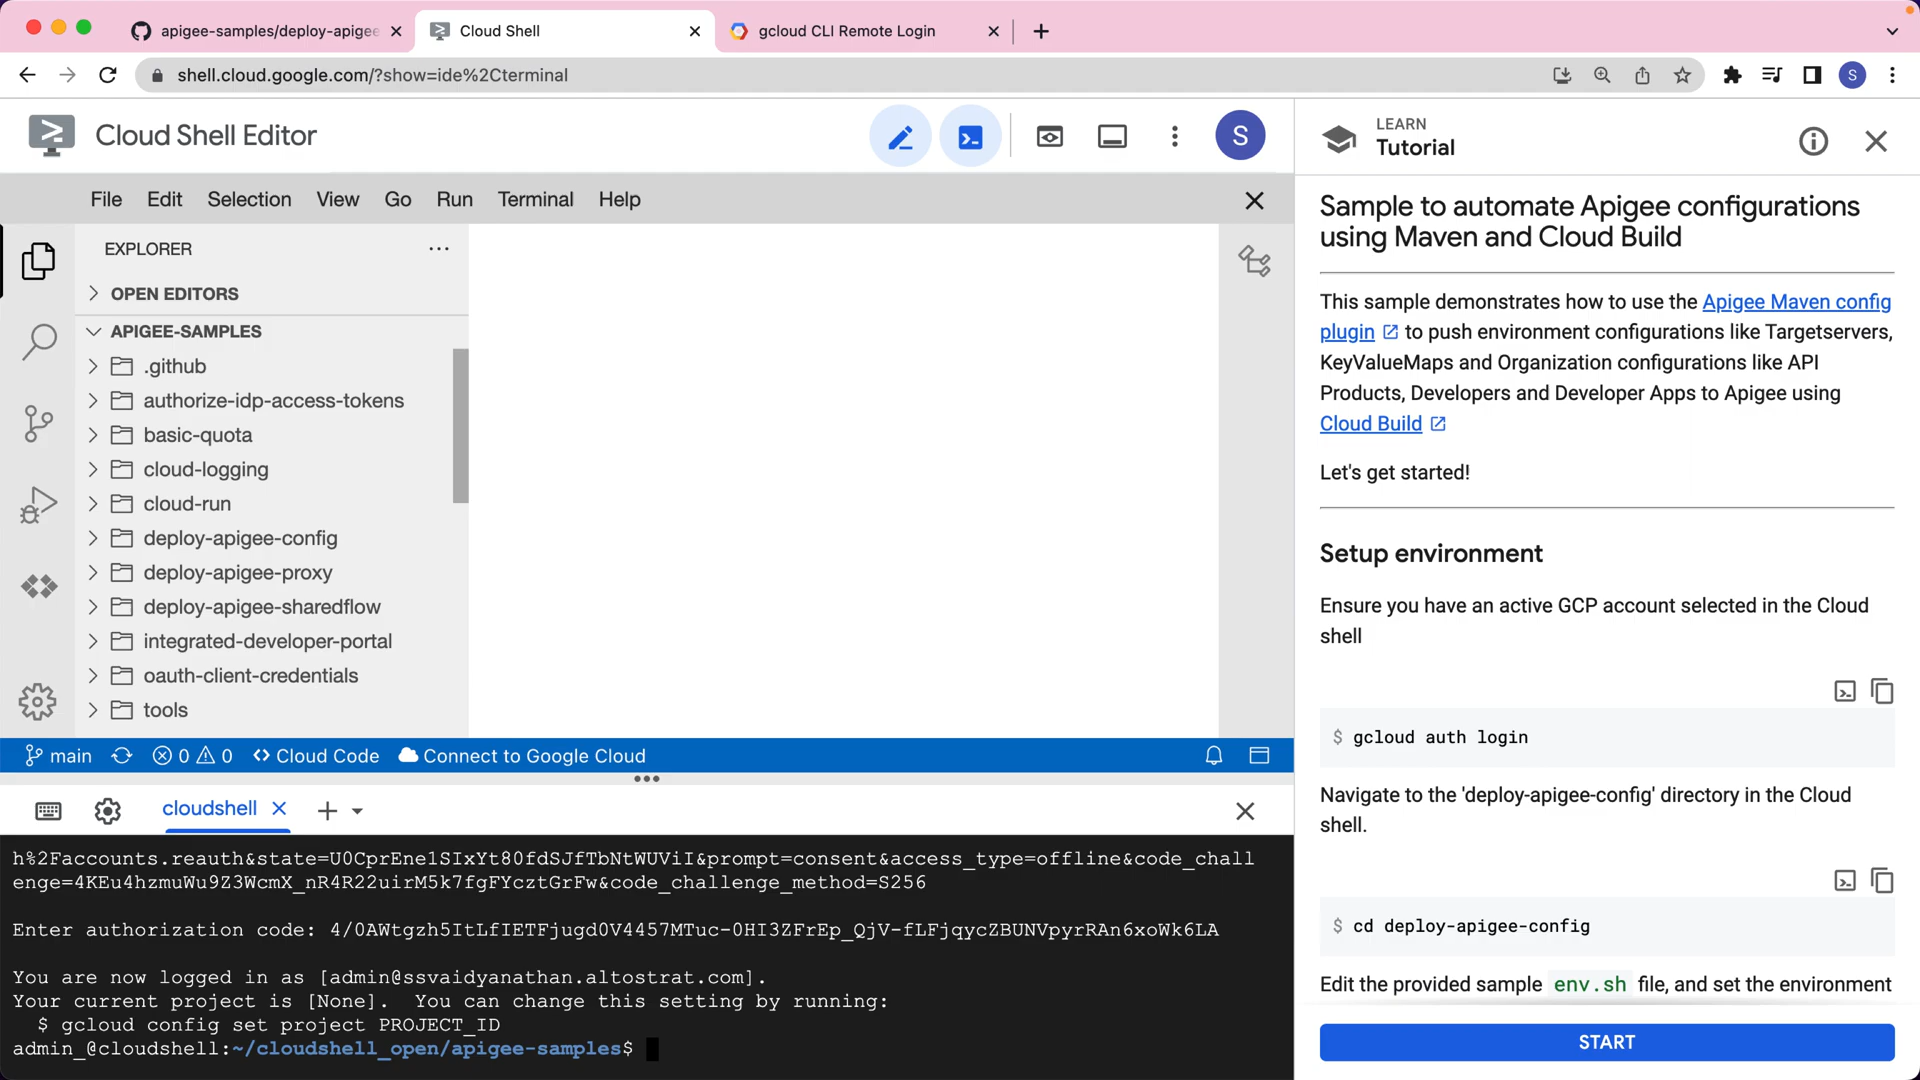 apigee-samples/deploy-apigee
Cloud Shell
gcloud CLI Remote Login
shell.cloud.google.com/?show=ide%2Cterminal
S
Cloud Shell Editor
S
LEARN
Tutorial
File Edit Selection View Go Run Terminal Help
EXPLORER
OPEN EDITORS
APIGEE-SAMPLES
.github
authorize-idp-access-tokens
basic-quota
cloud-logging
cloud-run
deploy-apigee-config
deploy-apigee-proxy
deploy-apigee-sharedflow
integrated-developer-portal
oauth-client-credentials
tools
main 0 0 Cloud Code Connect to Google Cloud
cloudshell
h%2Faccounts.reauth&state=U0CprEne1SIxYt80fdSJfTbNtWUViI&prompt=consent&access_type=offline&code_chall
enge=4KEu4hzmuWu9Z3WcmX_nR4R22uirM5k7fgFYcztGrFw&code_challenge_method=S256
Enter authorization code: 4/0AWtgzh5ItLfIETFjugd0V4457MTuc-0HI3ZFrEp_QjV-fLFjqycZBUNVpyrRAn6xoWk6LA
You are now logged in as [admin@ssvaidyanathan.altostrat.com].
Your current project is [None].  You can change this setting by running:
$ gcloud config set project PROJECT_ID
admin_@cloudshell:~/cloudshell_open/apigee-samples$
Sample to automate Apigee configurations
using Maven and Cloud Build
This sample demonstrates how to use the Apigee Maven config
plugin to push environment configurations like Targetservers,
KeyValueMaps and Organization configurations like API
Products, Developers and Developer Apps to Apigee using
Cloud Build
Let's get started!
Setup environment
Ensure you have an active GCP account selected in the Cloud
shell
$ gcloud auth login
Navigate to the 'deploy-apigee-config' directory in the Cloud
shell.
$ cd deploy-apigee-config
Edit the provided sample env.sh file, and set the environment
START